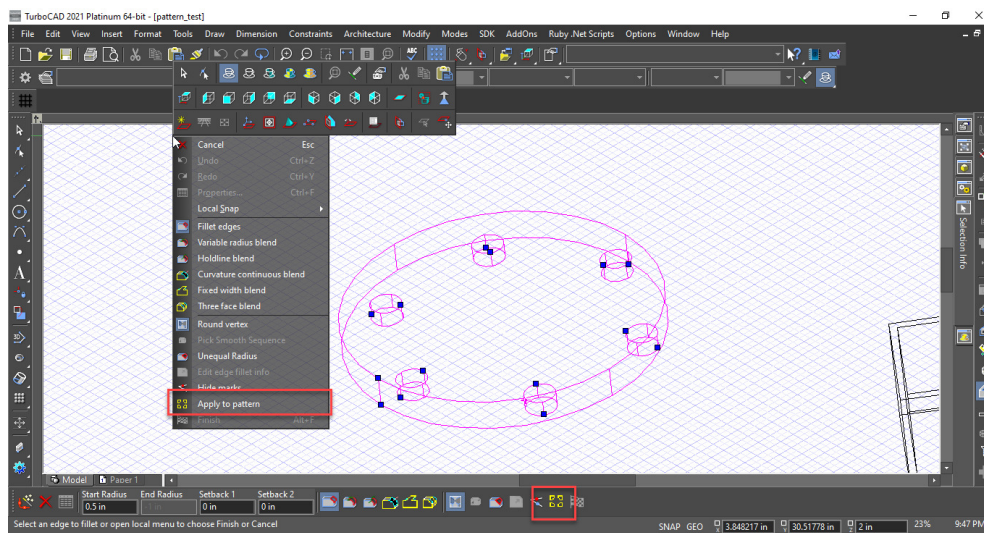 TurboCAD 2021 Platinum 64-bit - [pattern_test]
File Edit View Insert Format Tools Draw Dimension Constraints Architecture Modify Modes SDK AddOns Ruby .Net Scripts Options Window Help
Cancel Esc
Undo Ctrl+Z
Redo Ctrl+Y
Properties... Ctrl+F
Local Snap
Fillet edges
Variable radius blend
Holdline blend
Curvature continuous blend
Fixed width blend
Three face blend
Round vertex
Pick Smooth Sequence
Unequal Radius
Edit edge fillet info
Hide marks
Apply to pattern
Finish Alt+F
Selection Info
Model Paper 1
Start Radius End Radius Setback 1 Setback 2
0.5 in 0 in 0 in
Select an edge to fillet or open local menu to choose Finish or Cancel
SNAP GEO 3.848217 in 30.51778 in 2 in 23% 9:47 PM